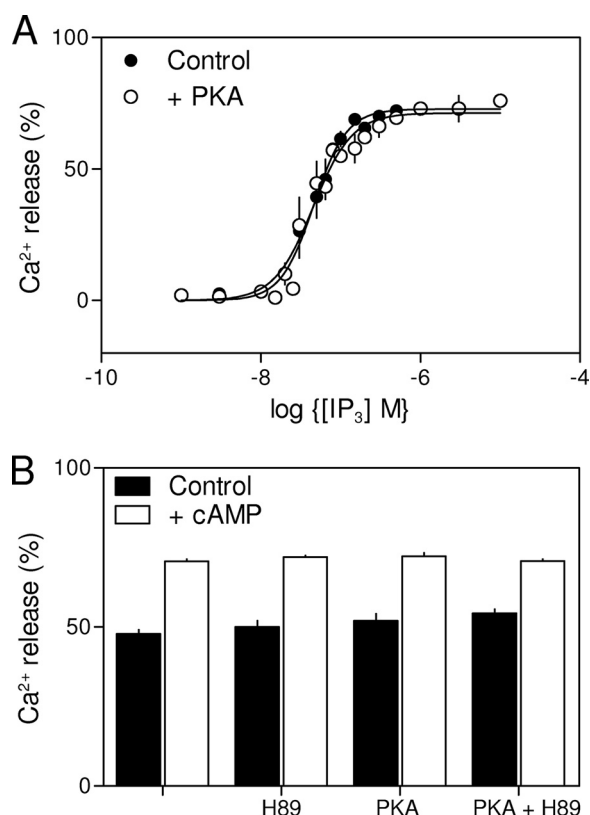 A
100
50
0
Ca²⁺ release (%)
Control
+ PKA
-10
-8
-6
-4
log {[IP₃] M}
B
100
50
0
Ca²⁺ release (%)
Control
+ cAMP
H89
PKA
PKA + H89